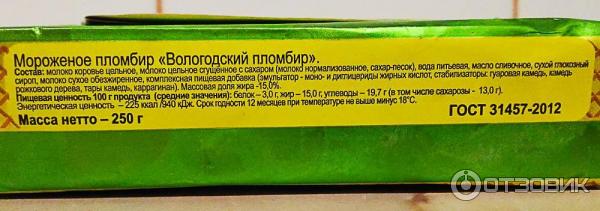 Мороженое пломбир «Вологодский пломбир».
Состав: молоко коровье цельное, молоко цельное сгущённое с сахаром (молоко нормализованное, сахар-песок), вода питьевая, масло сливочное, сухой глюкозный
сироп, молоко сухое обезжиренное, комплексная пищевая добавка (эмульгатор - моно- и диглицериды жирных кислот, стабилизаторы: гуаровая камедь, камедь
рожкового дерева, тары камедь, каррагинан). Массовая доля жира -15,0%.
Пищевая ценность 100 г продукта (средние значения): белок – 3,0 г, жир – 15,0 г, углеводы – 19,7 г (в том числе сахарозы - 13,0 г).
Энергетическая ценность – 225 ккал /940 кДж. Срок годности 12 месяцев при температуре не выше минус 18°С.
Масса нетто – 250 г
ГОСТ 31457-2012
ОТЗОВИК